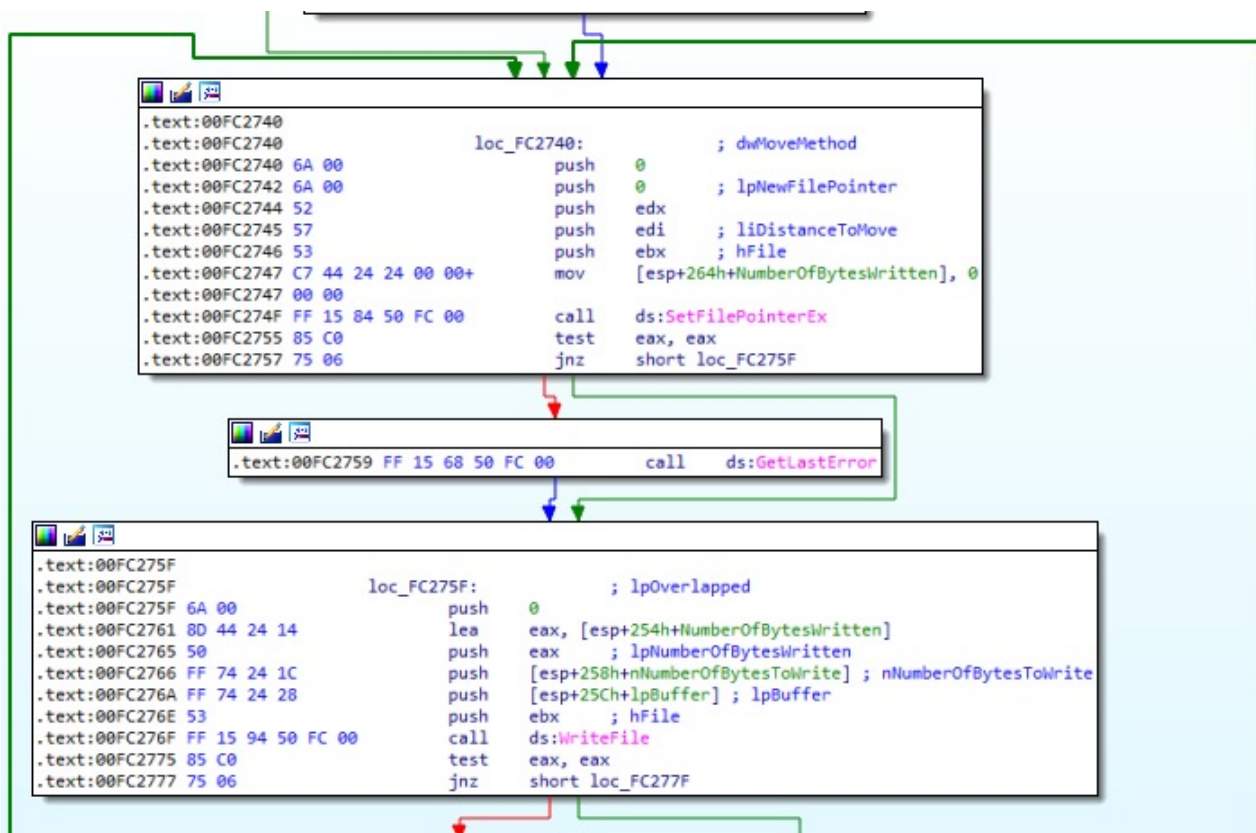 .text:00FC2740
.text:00FC2740 loc_FC2740: ; dwMoveMethod
.text:00FC2740 6A 00 push 0
.text:00FC2742 6A 00 push 0 ; lpNewFilePointer
.text:00FC2744 52 push edx
.text:00FC2745 57 push edi ; liDistanceToMove
.text:00FC2746 53 push ebx ; hFile
.text:00FC2747 C7 44 24 24 00 00+ mov [esp+264h+NumberOfBytesWritten], 0
.text:00FC2747 00 00
.text:00FC274F FF 15 84 50 FC 00 call ds:SetFilePointerEx
.text:00FC2755 85 C0 test eax, eax
.text:00FC2757 75 06 jnz short loc_FC275F
.text:00FC2759 FF 15 68 50 FC 00 call ds:GetLastError
.text:00FC275F
.text:00FC275F loc_FC275F: ; lpOverlapped
.text:00FC275F 6A 00 push 0
.text:00FC2761 8D 44 24 14 lea eax, [esp+254h+NumberOfBytesWritten]
.text:00FC2765 50 push eax ; lpNumberOfBytesWritten
.text:00FC2766 FF 74 24 1C push [esp+258h+nNumberOfBytesToWrite] ; nNumberOfBytesToWrite
.text:00FC276A FF 74 24 28 push [esp+25Ch+lpBuffer] ; lpBuffer
.text:00FC276E 53 push ebx ; hFile
.text:00FC276F FF 15 94 50 FC 00 call ds:WriteFile
.text:00FC2775 85 C0 test eax, eax
.text:00FC2777 75 06 jnz short loc_FC277F